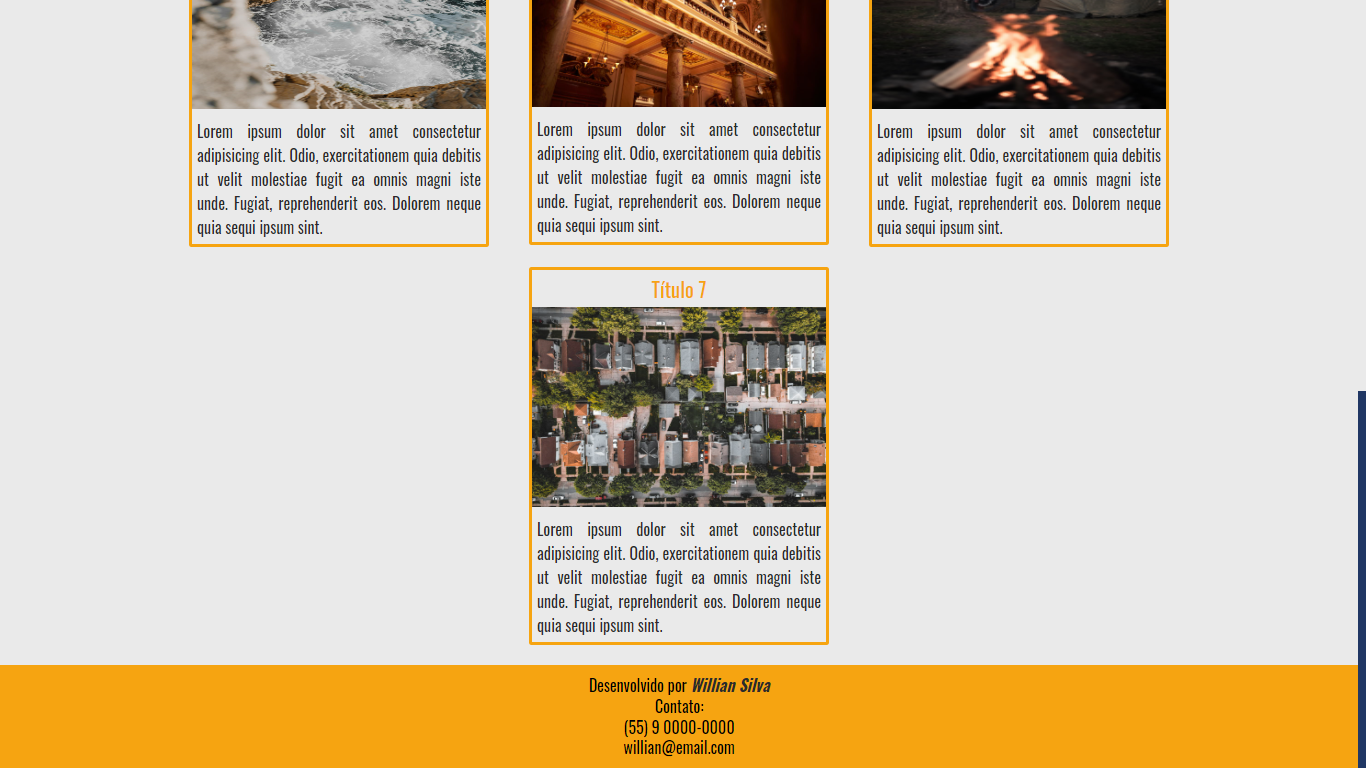 Lorem ipsum dolor sit amet consectetur
adipisicing elit. Odio, exercitationem quia debitis
ut velit molestiae fugit ea omnis magni iste
unde. Fugiat, reprehenderit eos. Dolorem neque
quia sequi ipsum sint.
Lorem ipsum dolor sit amet consectetur
adipisicing elit. Odio, exercitationem quia debitis
ut velit molestiae fugit ea omnis magni iste
unde. Fugiat, reprehenderit eos. Dolorem neque
quia sequi ipsum sint.
Lorem ipsum dolor sit amet consectetur
adipisicing elit. Odio, exercitationem quia debitis
ut velit molestiae fugit ea omnis magni iste
unde. Fugiat, reprehenderit eos. Dolorem neque
quia sequi ipsum sint.
Título 7
Lorem ipsum dolor sit amet consectetur
adipisicing elit. Odio, exercitationem quia debitis
ut velit molestiae fugit ea omnis magni iste
unde. Fugiat, reprehenderit eos. Dolorem neque
quia sequi ipsum sint.
Desenvolvido por Willian Silva
Contato:
(55) 9 0000-0000
willian@email.com